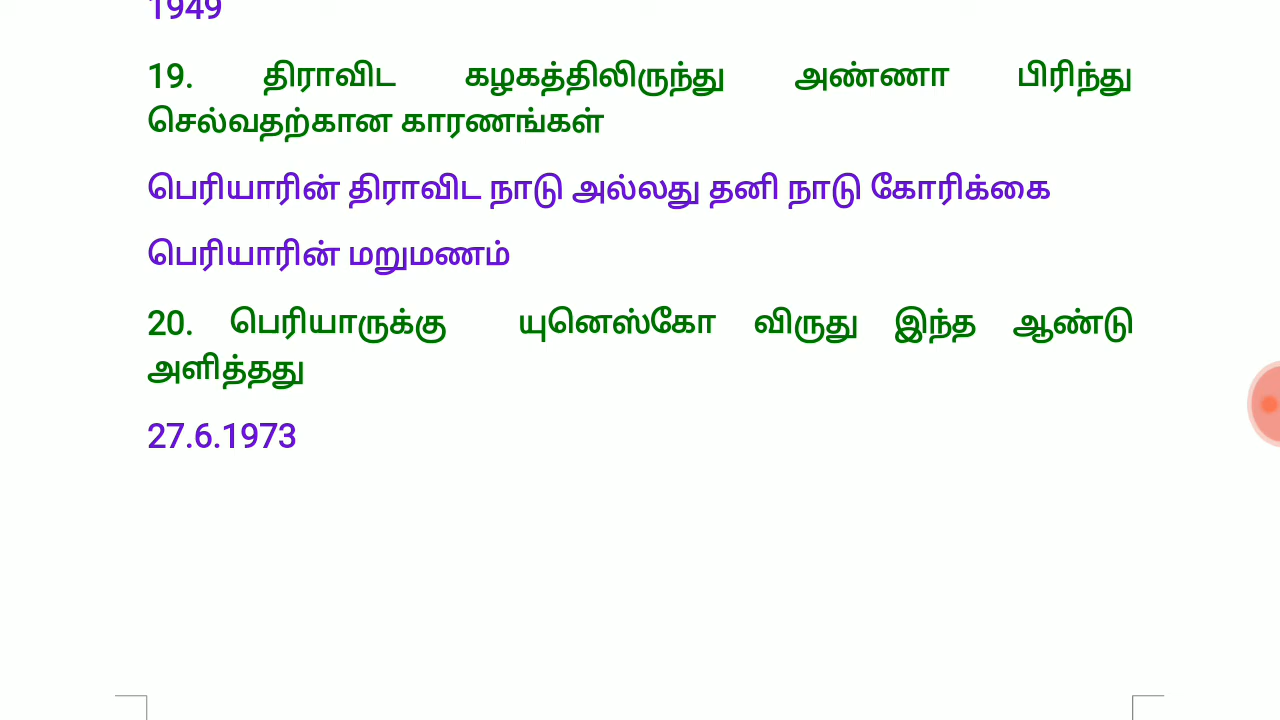 1949
19. திராவிட கழகத்திலிருந்து அண்ணா பிரிந்து
செல்வதற்கான காரணங்கள்
பெரியாரின் திராவிட நாடு அல்லது தனி நாடு கோரிக்கை
பெரியாரின் மறுமணம்
20. பெரியாருக்கு யுனெஸ்கோ விருது இந்த ஆண்டு
அளித்தது
27.6.1973